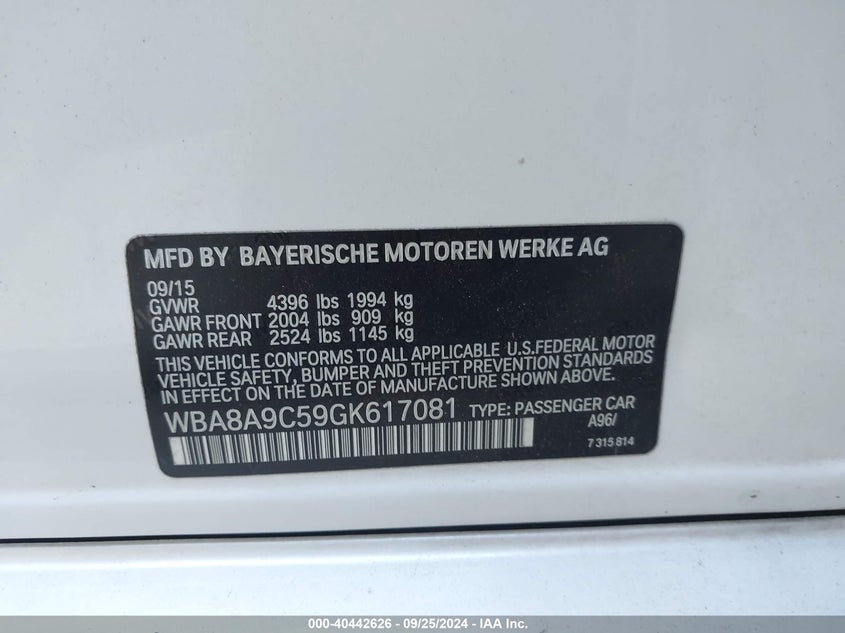 MFD BY BAYERISCHE MOTOREN WERKE AG
09/15
GVWR 4396 lbs 1994 kg
GAWR FRONT 2004 lbs 909 kg
GAWR REAR 2524 lbs 1145 kg
THIS VEHICLE CONFORMS TO ALL APPLICABLE U.S.FEDERAL MOTOR
VEHICLE SAFETY, BUMPER AND THEFT PREVENTION STANDARDS
IN EFFECT ON THE DATE OF MANUFACTURE SHOWN ABOVE.
WBA8A9C59GK617081 TYPE: PASSENGER CAR
A96/
7 315 814
000-40442626 - 09/25/2024 - IAA Inc.